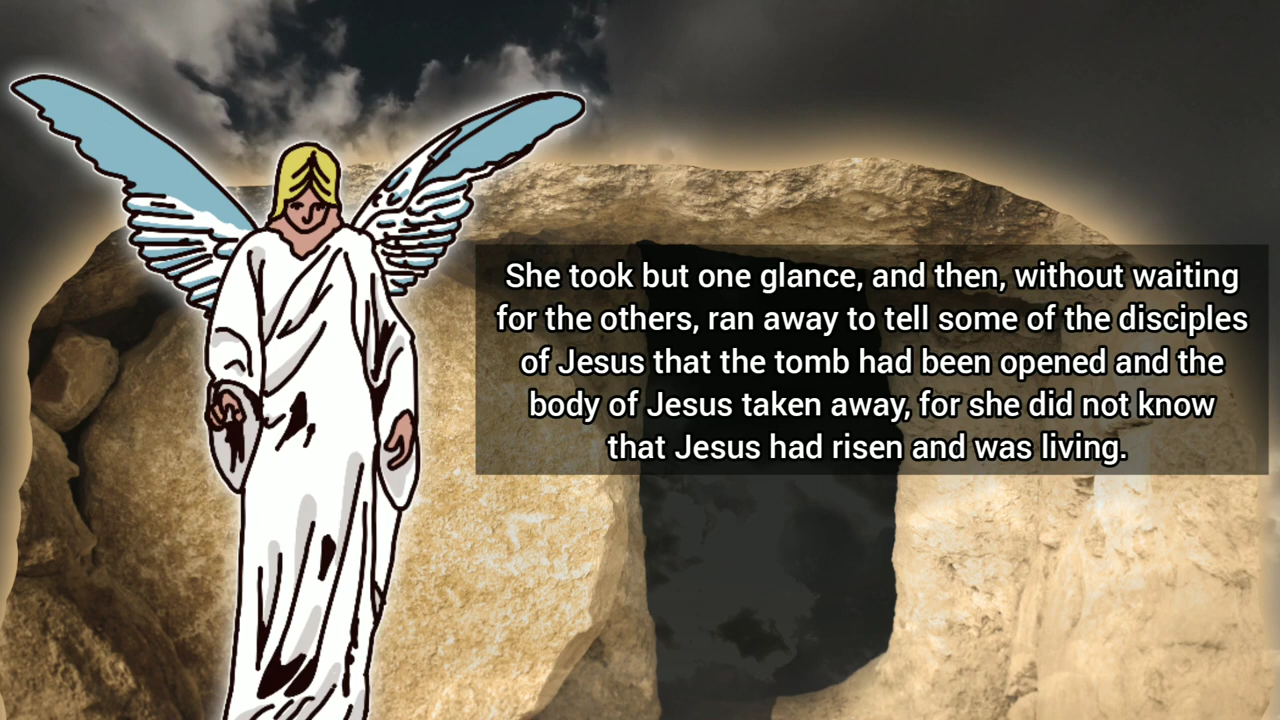 She took but one glance, and then, without waiting
for the others, ran away to tell some of the disciples
of Jesus that the tomb had been opened and the
body of Jesus taken away, for she did not know
that Jesus had risen and was living.